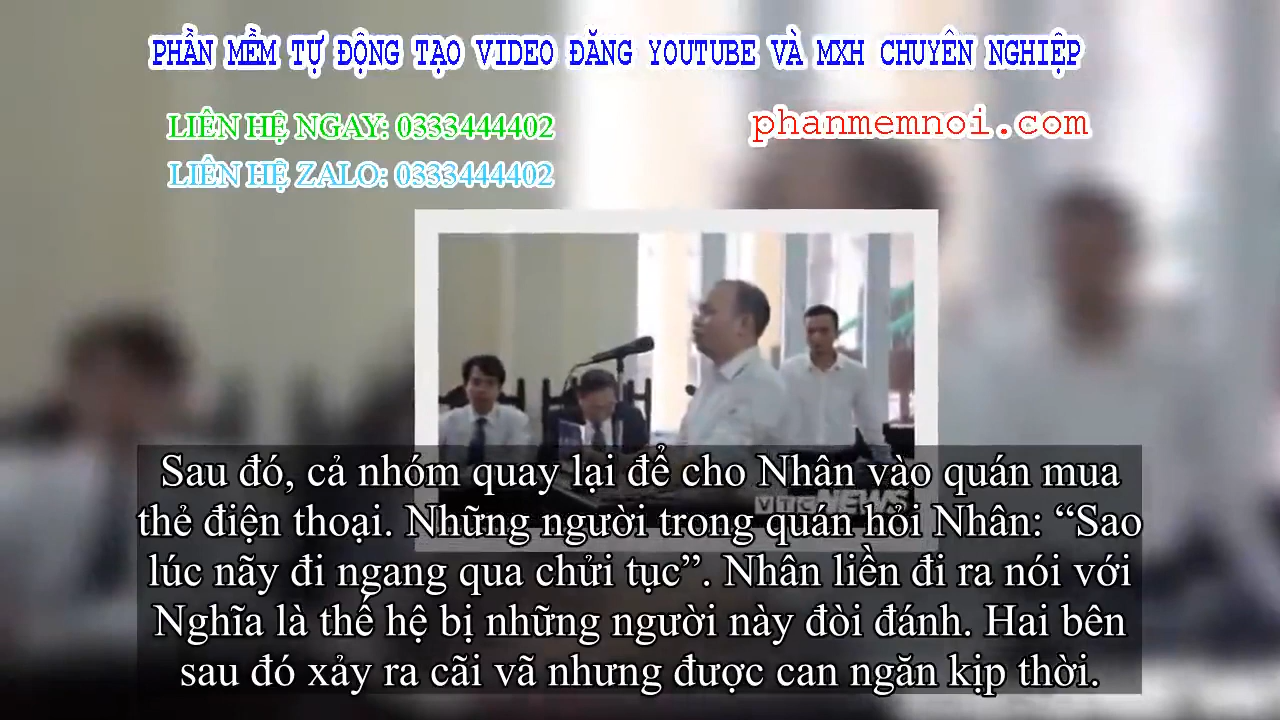 PHẦN MỀM TỰ ĐỘNG TẠO VIDEO ĐĂNG YOUTUBE VÀ MXH CHUYÊN NGHIỆP
LIÊN HỆ NGAY: 0333444402
phanmemnoi.com
LIÊN HỆ ZALO: 0333444402
VTC NEWS
Sau đó, cả nhóm quay lại để cho Nhân vào quán mua
thẻ điện thoại. Những người trong quán hỏi Nhân: “Sao
lúc nãy đi ngang qua chửi tục”. Nhân liền đi ra nói với
Nghĩa là thế hệ bị những người này đòi đánh. Hai bên
sau đó xảy ra cãi vã nhưng được can ngăn kịp thời.